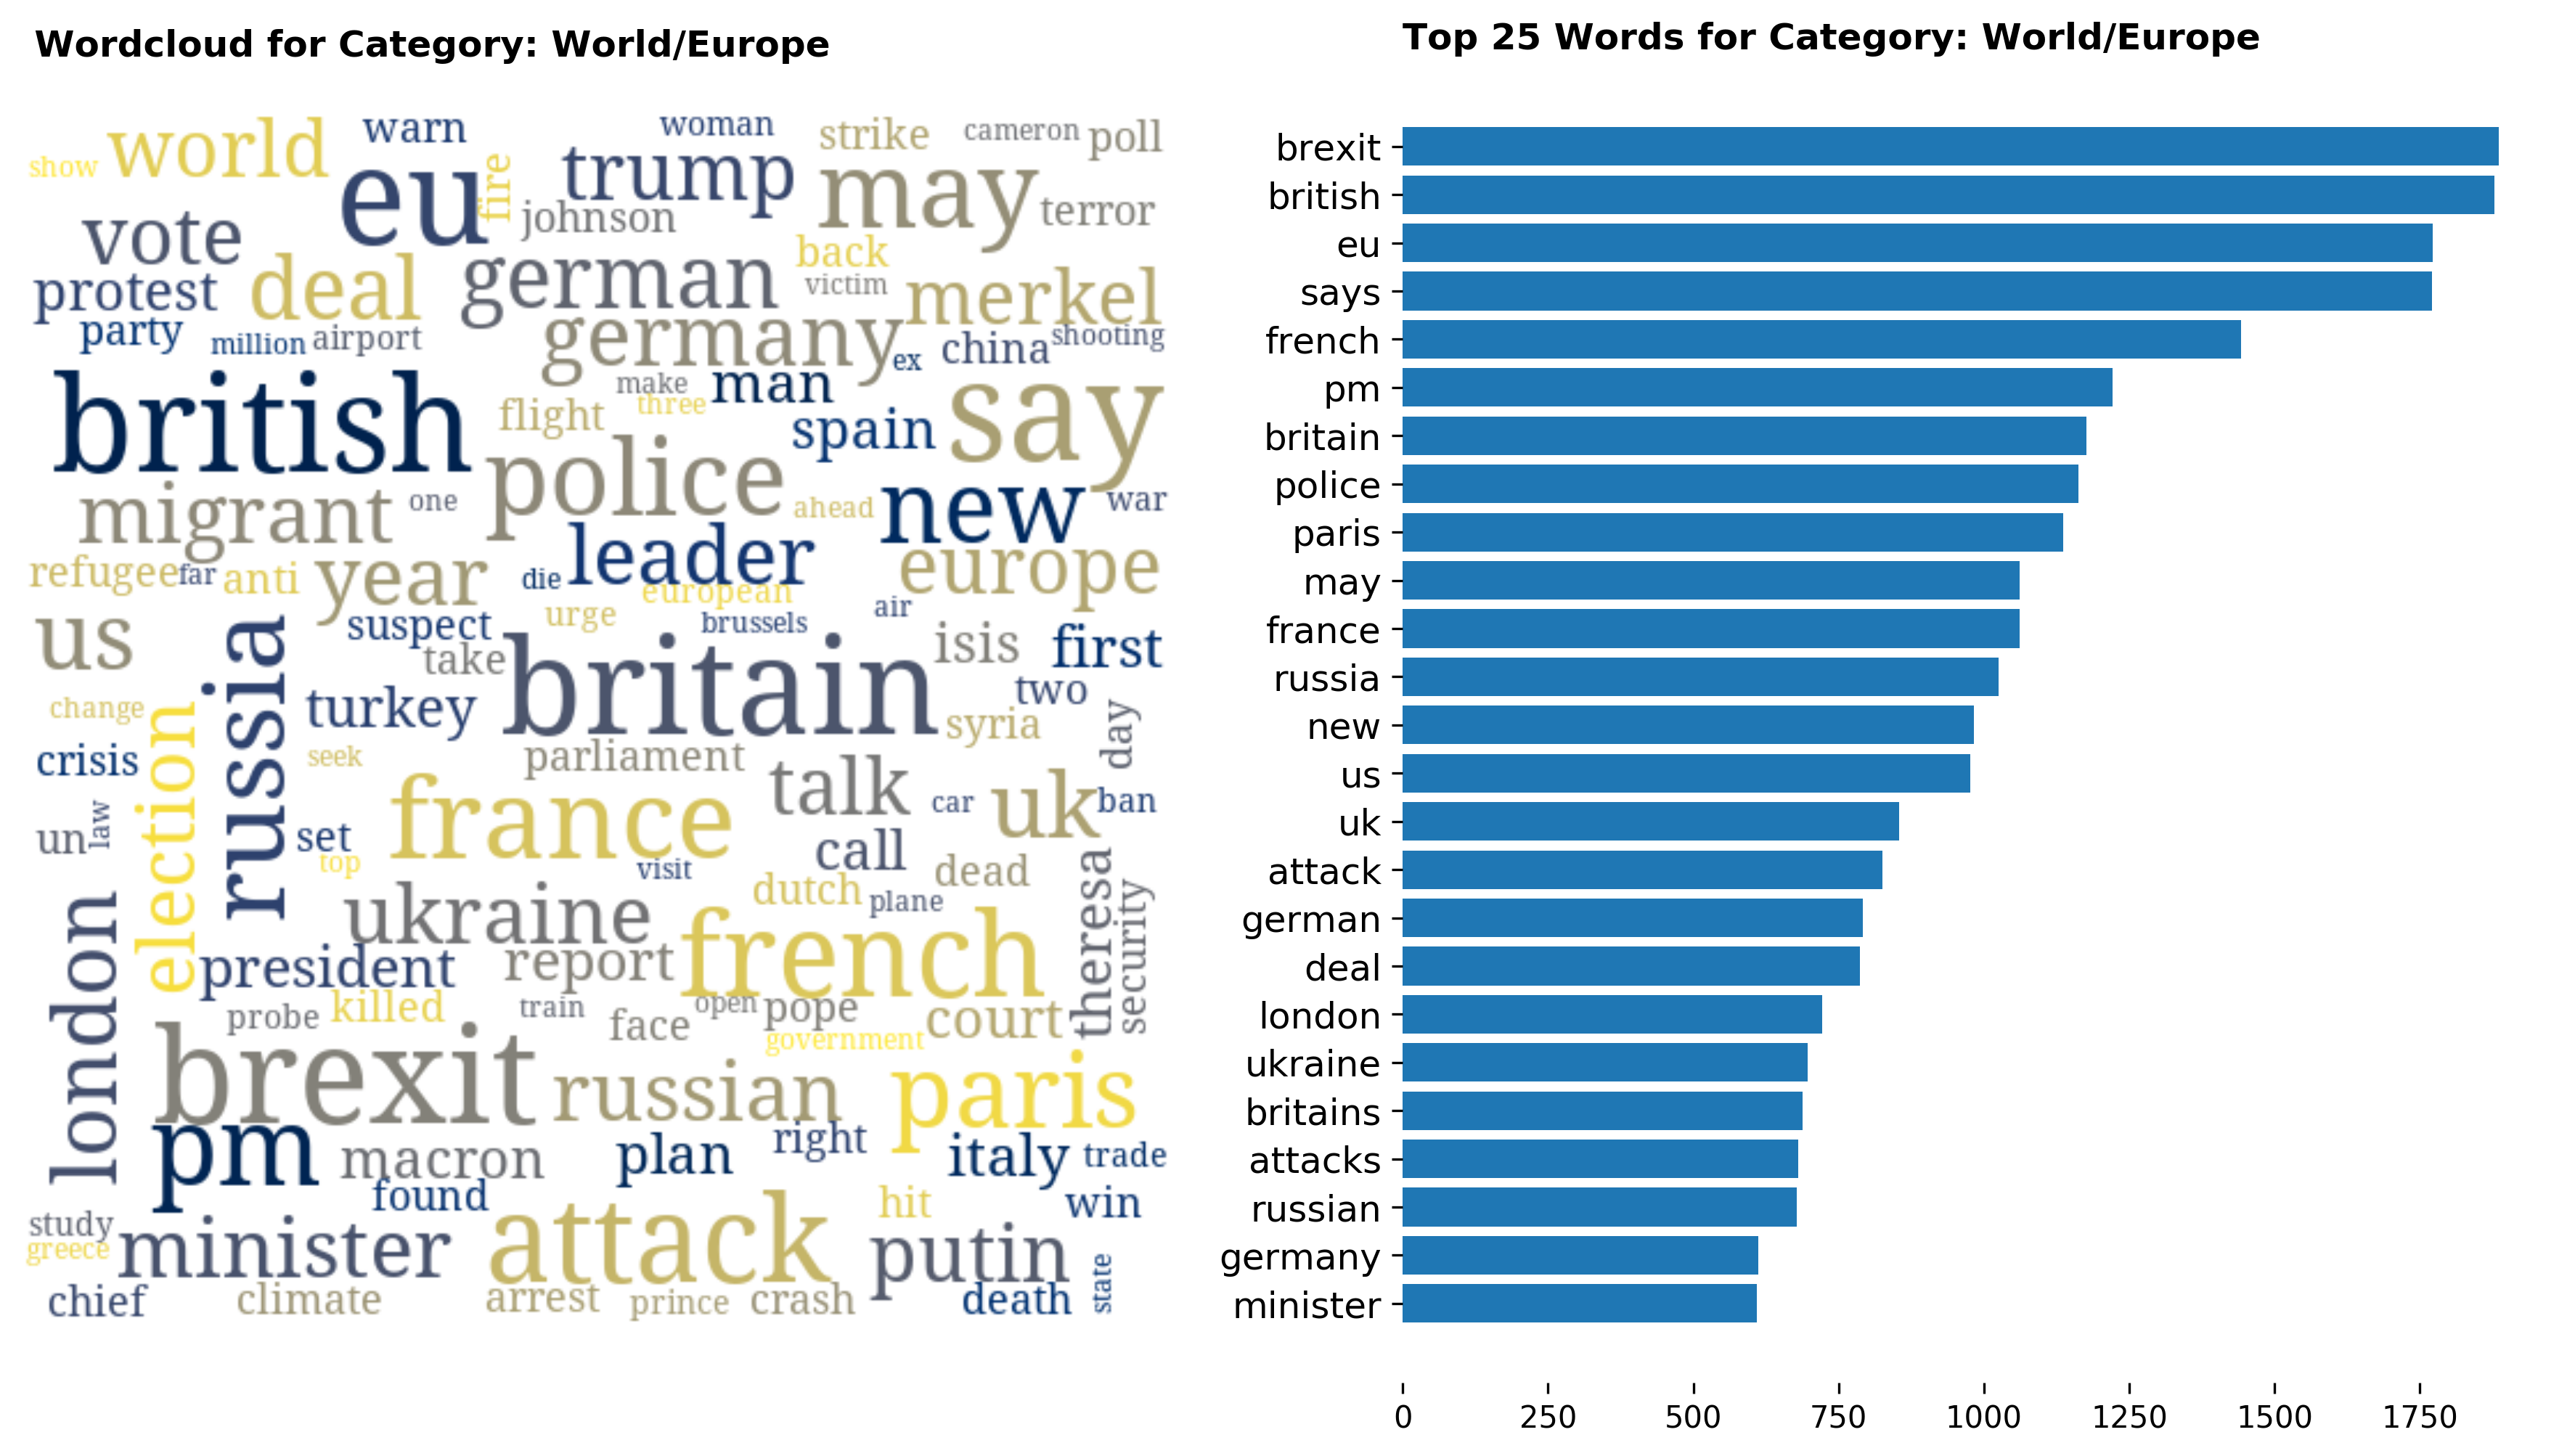 Wordcloud for Category: World/Europe
warn woman strike cameron poll
show world eu fire trump may
vote johnson terror
protest deal german back victim merkel
party million airport germany ex china shooting
british make three man say
flight spain
migrant one police ahead new war
refugee far anti year die leader europe
european
us suspect urge brussels air isis first
russia take britain two
change election turkey syria day
crisis seek parliament talk uk ban
un law set france call car
top visit dead
london ukraine dutch plane theresa
president report french security
probe killed train face open pope court
government
brexit russian paris
pm macron plan right italy trade
found hit win
study minister attack putin
greece
chief climate arrest prince crash death state
Top 25 Words for Category: World/Europe
brexit
british
eu
says
french
pm
britain
police
paris
may
france
russia
new
us
uk
attack
german
deal
london
ukraine
britains
attacks
russian
germany
minister
0 250 500 750 1000 1250 1500 1750